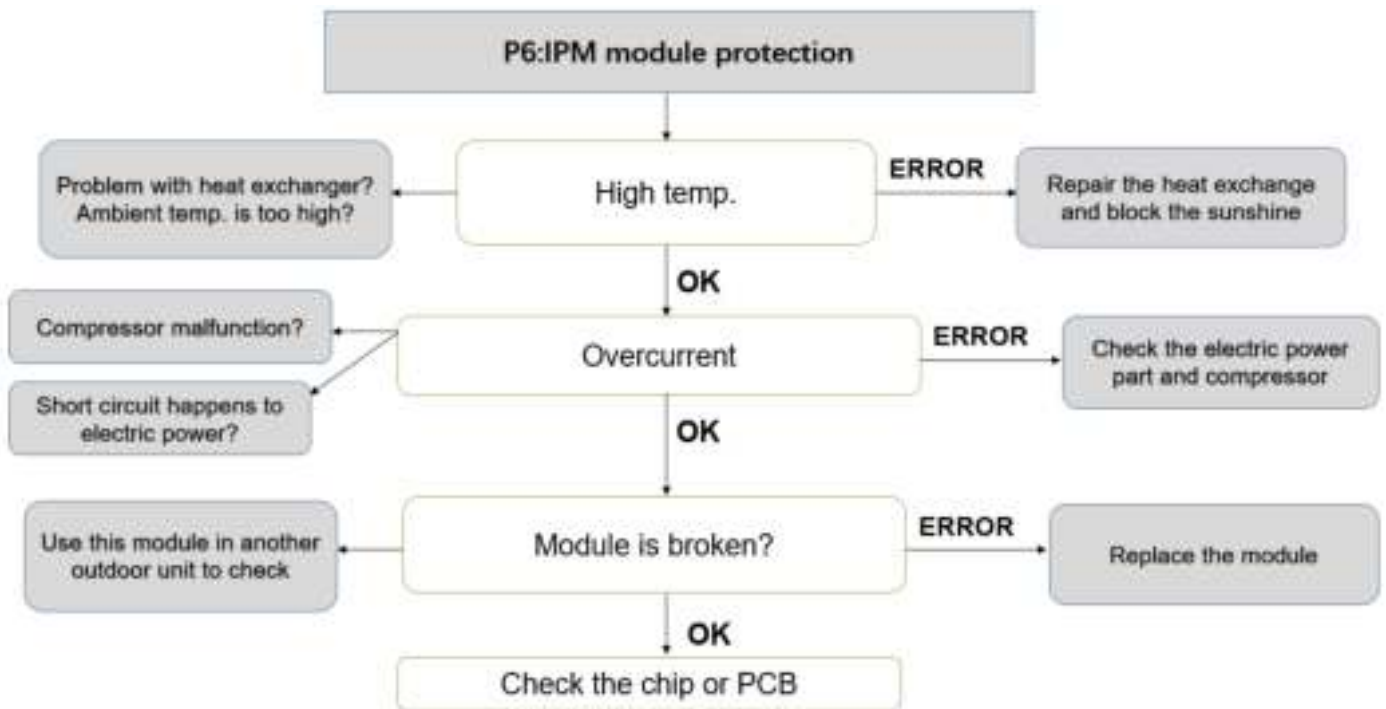 P6:IPM module protection
Problem with heat exchanger?
Ambient temp. is too high?
High temp.
ERROR
Repair the heat exchange
and block the sunshine
OK
Compressor malfunction?
Short circuit happens to
electric power?
Overcurrent
ERROR
Check the electric power
part and compressor
OK
Use this module in another
outdoor unit to check
Module is broken?
ERROR
Replace the module
OK
Check the chip or PCB